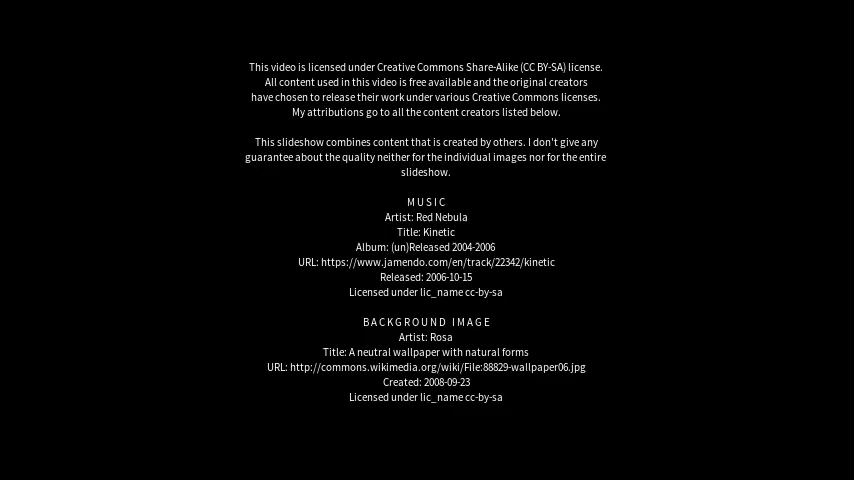 This video is licensed under Creative Commons Share-Alike (CC BY-SA) license.
All content used in this video is free available and the original creators
have chosen to release their work under various Creative Commons licenses.
My attributions go to all the content creators listed below.
This slideshow combines content that is created by others. I don't give any
guarantee about the quality neither for the individual images nor for the entire
slideshow.
MUSIC
Artist: Red Nebula
Title: Kinetic
Album: (un)Released 2004-2006
URL: https://www.jamendo.com/en/track/22342/kinetic
Released: 2006-10-15
Licensed under lic_name cc-by-sa
BACKGROUND IMAGE
Artist: Rosa
Title: A neutral wallpaper with natural forms
URL: http://commons.wikimedia.org/wiki/File:88829-wallpaper06.jpg
Created: 2008-09-23
Licensed under lic_name cc-by-sa